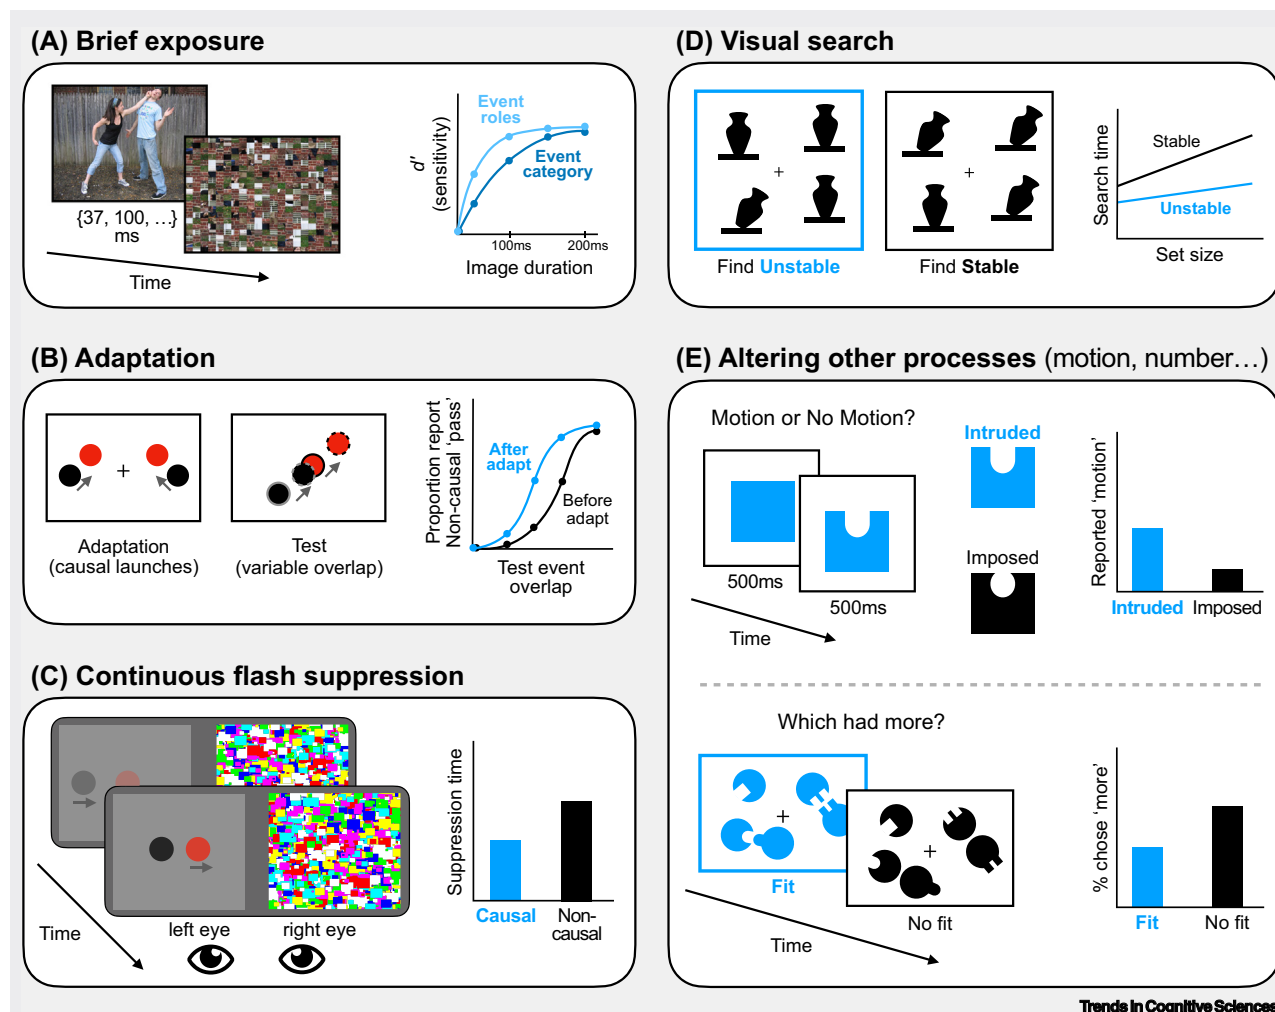 (A) Brief exposure
{37, 100, ...}
ms
Time
d′
(sensitivity)
Event
roles
Event
category
100ms
200ms
Image duration
(B) Adaptation
Adaptation
(causal launches)
Test
(variable overlap)
Proportion report
Non-causal ‘pass’
After
adapt
Before
adapt
Test event
overlap
(C) Continuous flash suppression
Time
left eye
right eye
Suppression time
Causal
Non-
causal
(D) Visual search
Find Unstable
Find Stable
Search time
Stable
Unstable
Set size
(E) Altering other processes (motion, number…)
Motion or No Motion?
500ms
500ms
Time
Intruded
Imposed
Reported ‘motion’
Intruded
Imposed
Which had more?
Fit
No fit
Time
% chose ‘more’
Fit
No fit
Trends in Cognitive Sciences